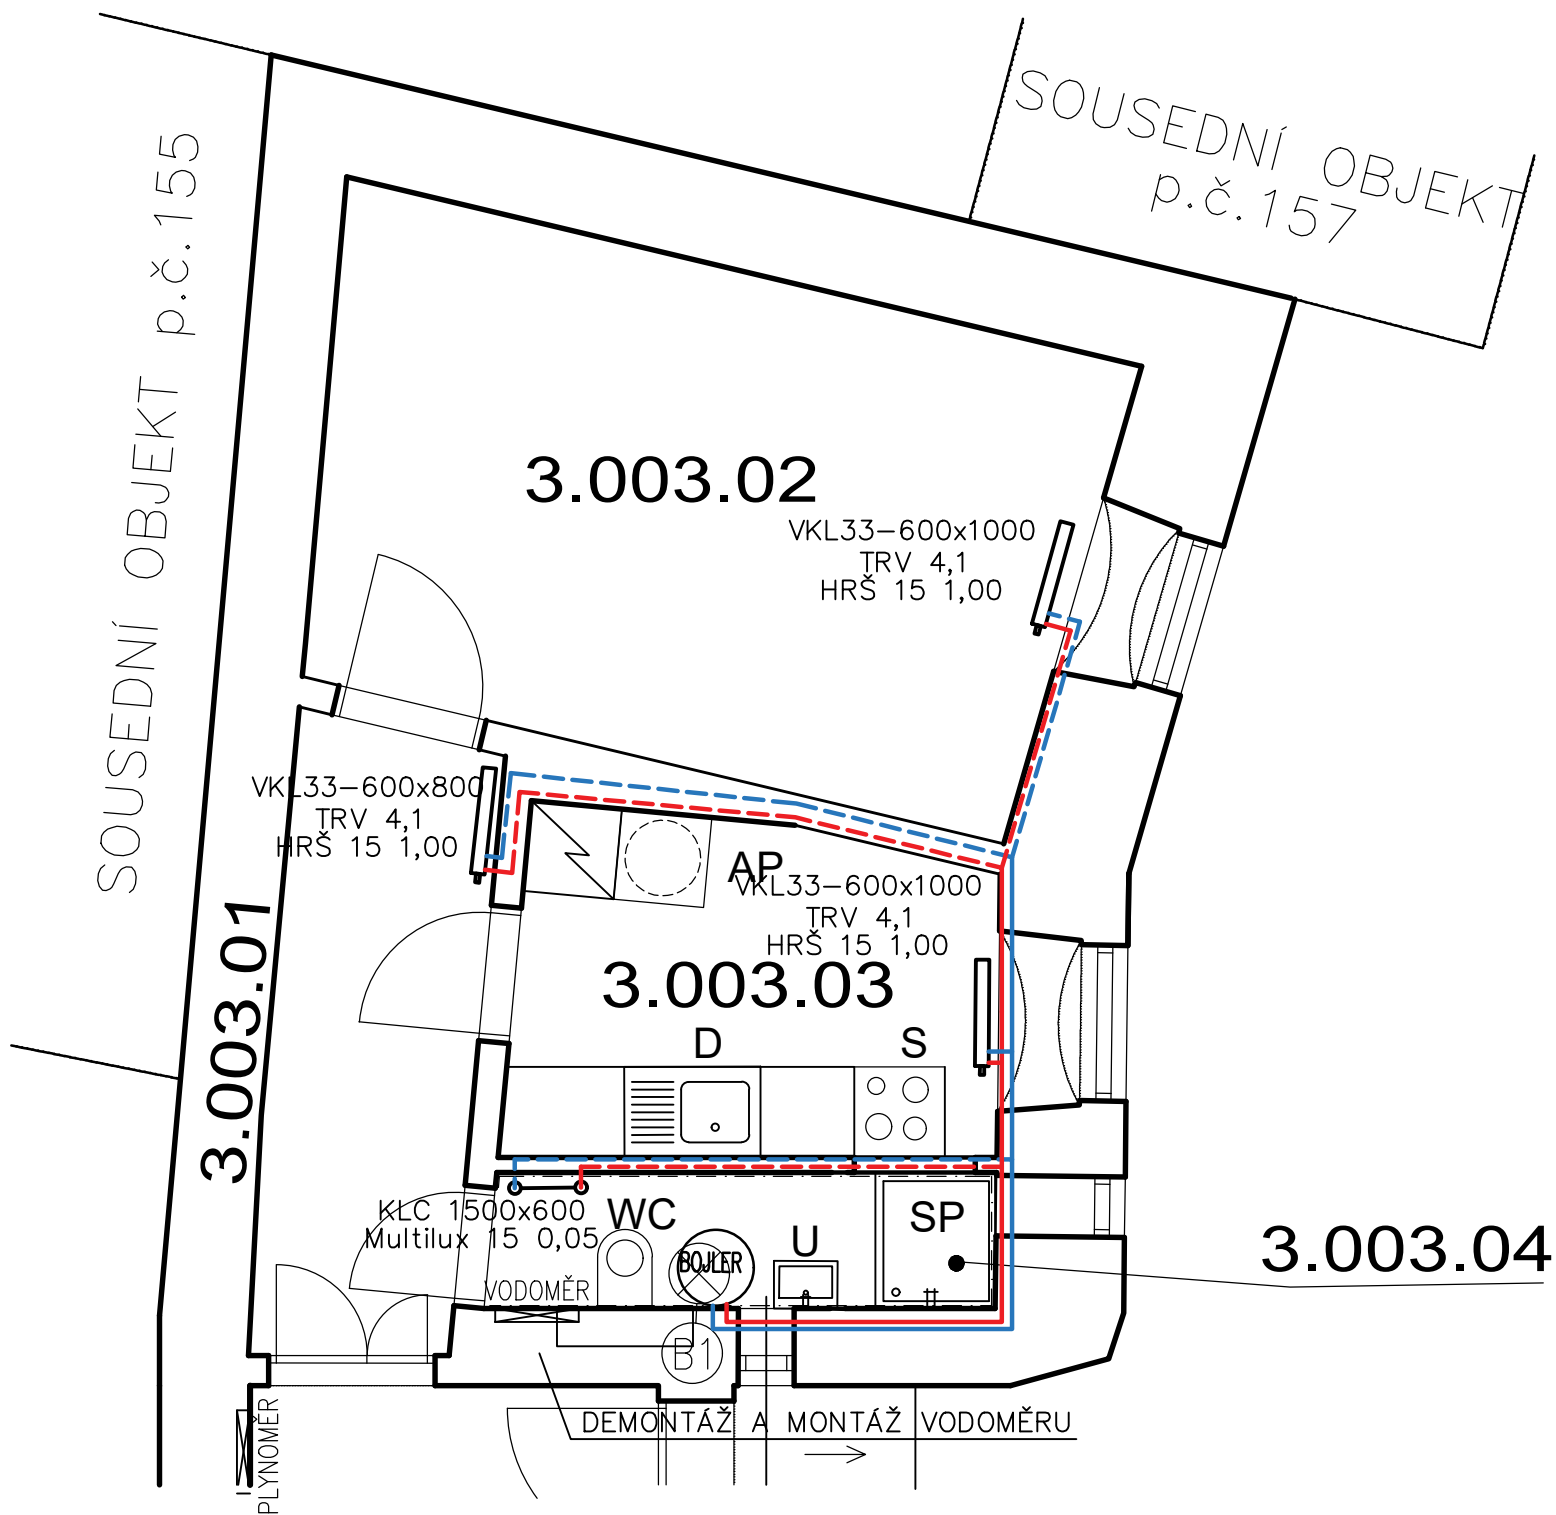 SOUSEDNÍ OBJEKT
p.č.157
SOUSEDNÍ OBJEKT p.č.155
3.003.02
VKL33-600x1000
TRV 4,1
HRŠ 15 1,00
VKL33-600x800
TRV 4,1
HRŠ 15 1,00
AP
VKL33-600x1000
TRV 4,1
HRŠ 15 1,00
3.003.01
3.003.03
D
S
KLC 1500x600
Multilux 15 0,05
WC
BOJLER
U
SP
3.003.04
VODOMĚR
B1
DEMONTÁŽ A MONTÁŽ VODOMĚRU
PLYNOMĚR